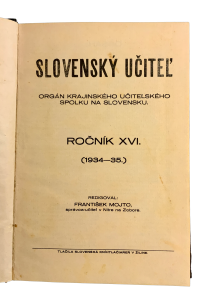 SLOVENSKÝ UČITEĽ
ORGÁN KRAJINSKÉHO UČITEĽSKÉHO
SPOLKU NA SLOVENSKU.
ROČNÍK XVI.
(1934—35.)
REDIGOVAL:
FRANTIŠEK MOJTO,
správca-učiteľ v Nitre na Zobore.
TLAČILA SLOVENSKÁ KNÍHTLAČIAREŇ V ŽILINE.